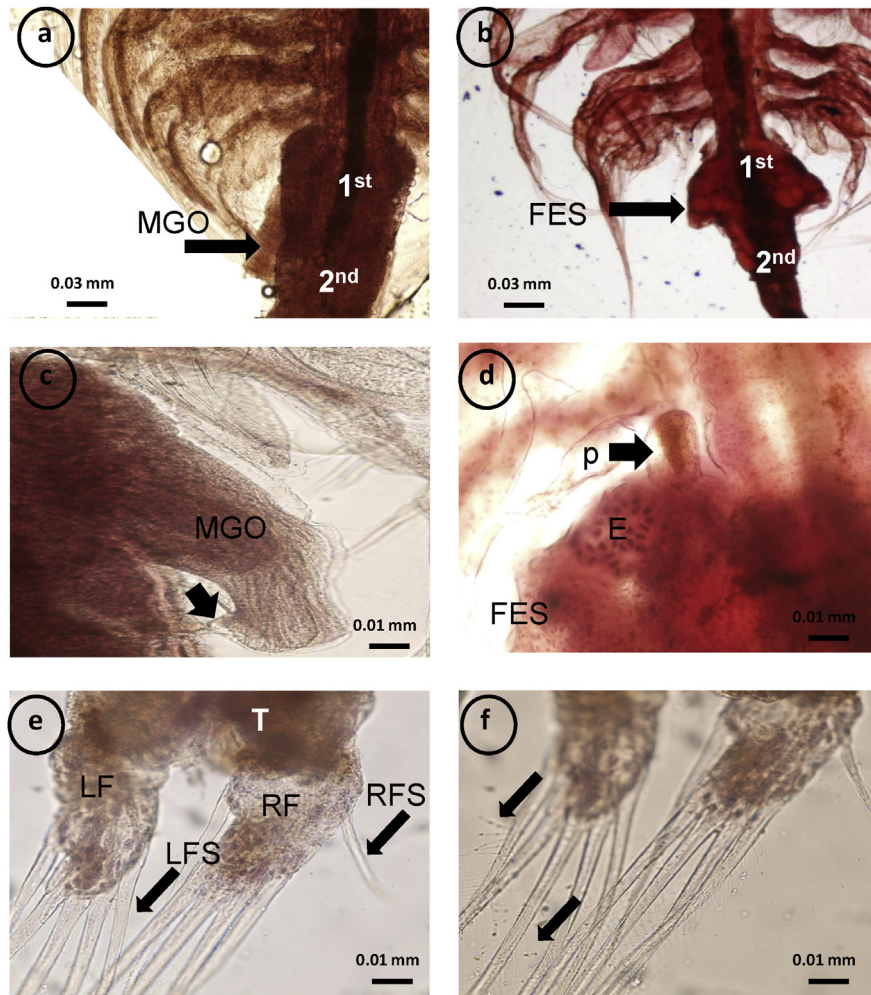 a
1st
MGO
2nd
0.03 mm
b
1st
FES
2nd
0.03 mm
c
MGO
0.01 mm
d
p
E
FES
0.01 mm
e
T
LF
RF
RFS
LFS
0.01 mm
f
0.01 mm